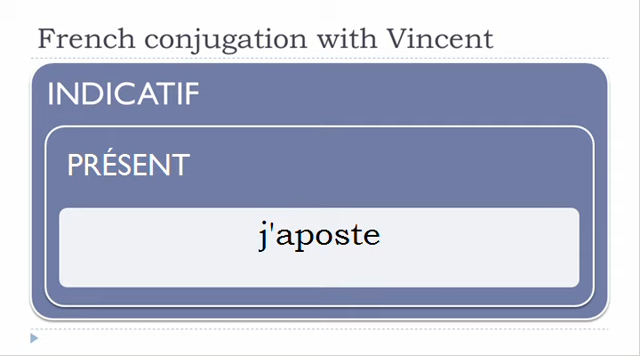 French conjugation with Vincent
INDICATIF
PRÉSENT
j'aposte